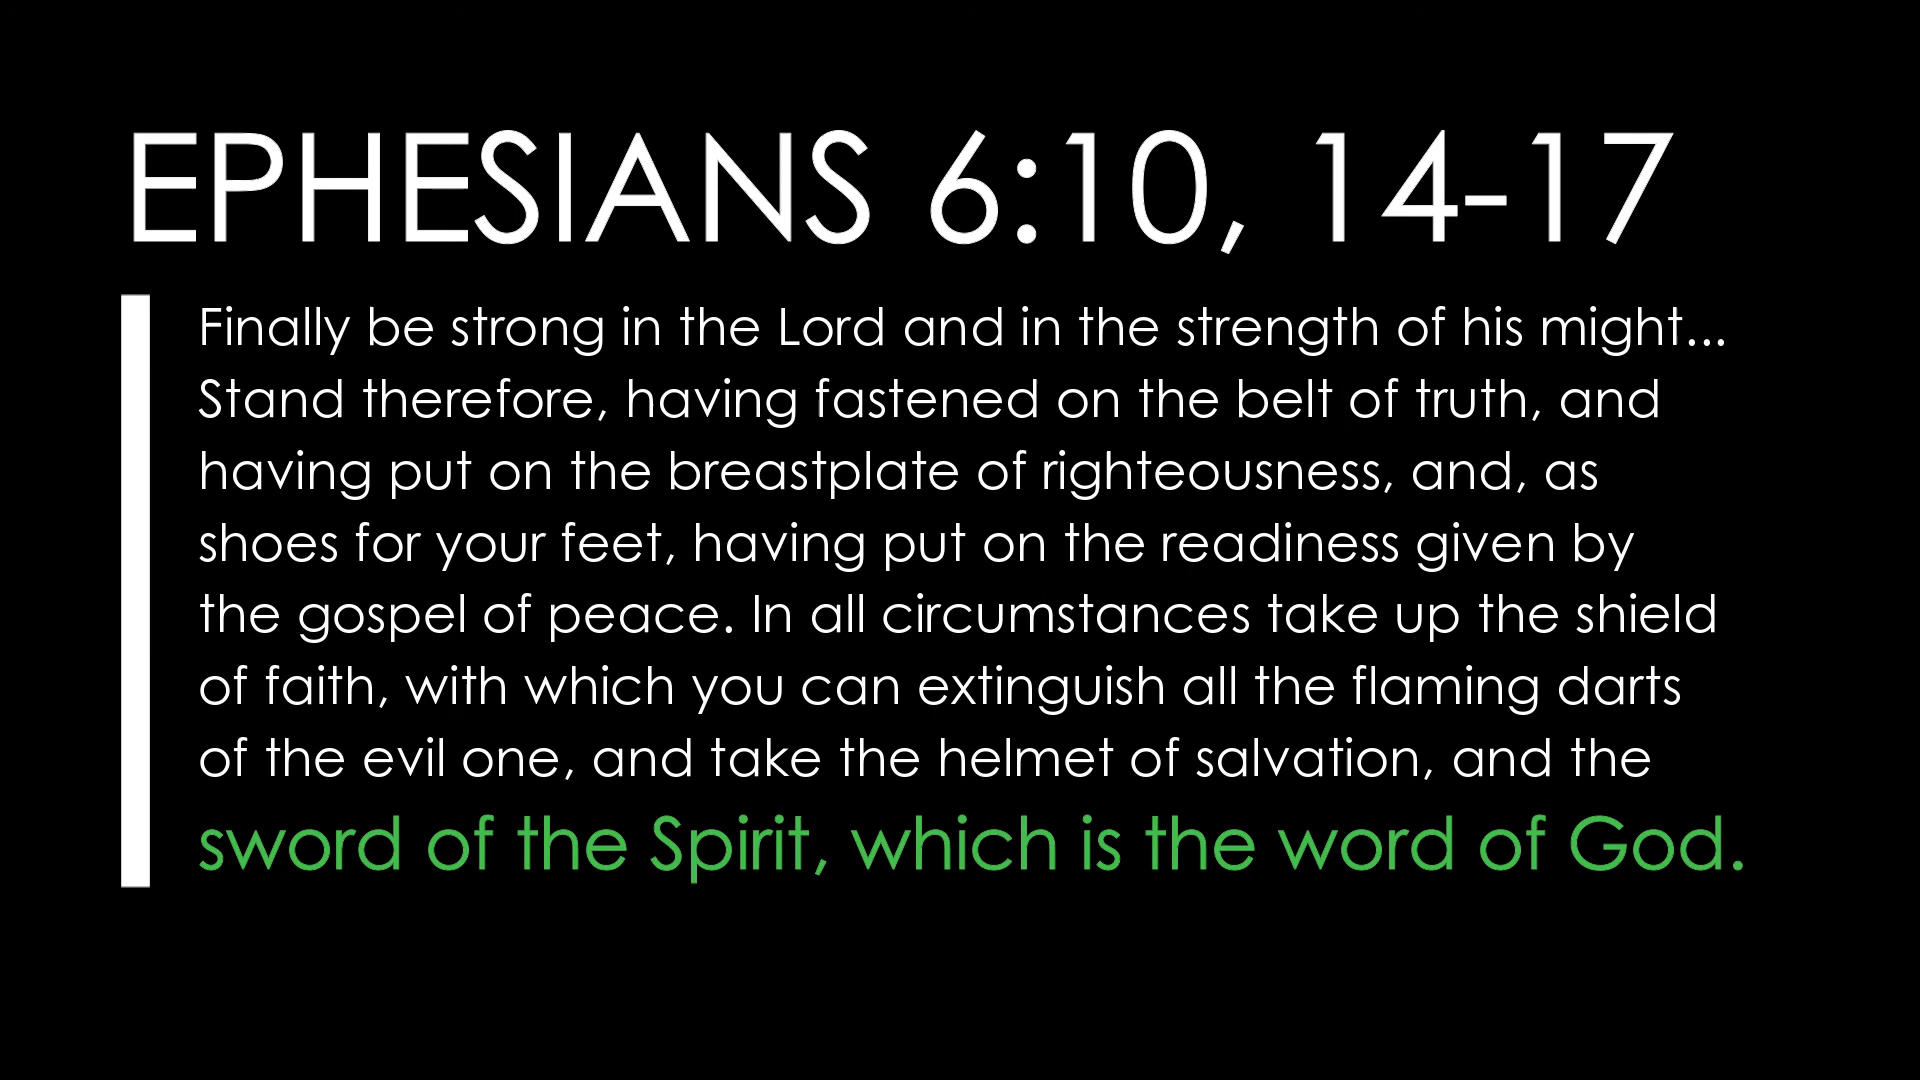 EPHESIANS 6:10, 14-17
Finally be strong in the Lord and in the strength of his might...
Stand therefore, having fastened on the belt of truth, and
having put on the breastplate of righteousness, and, as
shoes for your feet, having put on the readiness given by
the gospel of peace. In all circumstances take up the shield
of faith, with which you can extinguish all the flaming darts
of the evil one, and take the helmet of salvation, and the
sword of the Spirit, which is the word of God.